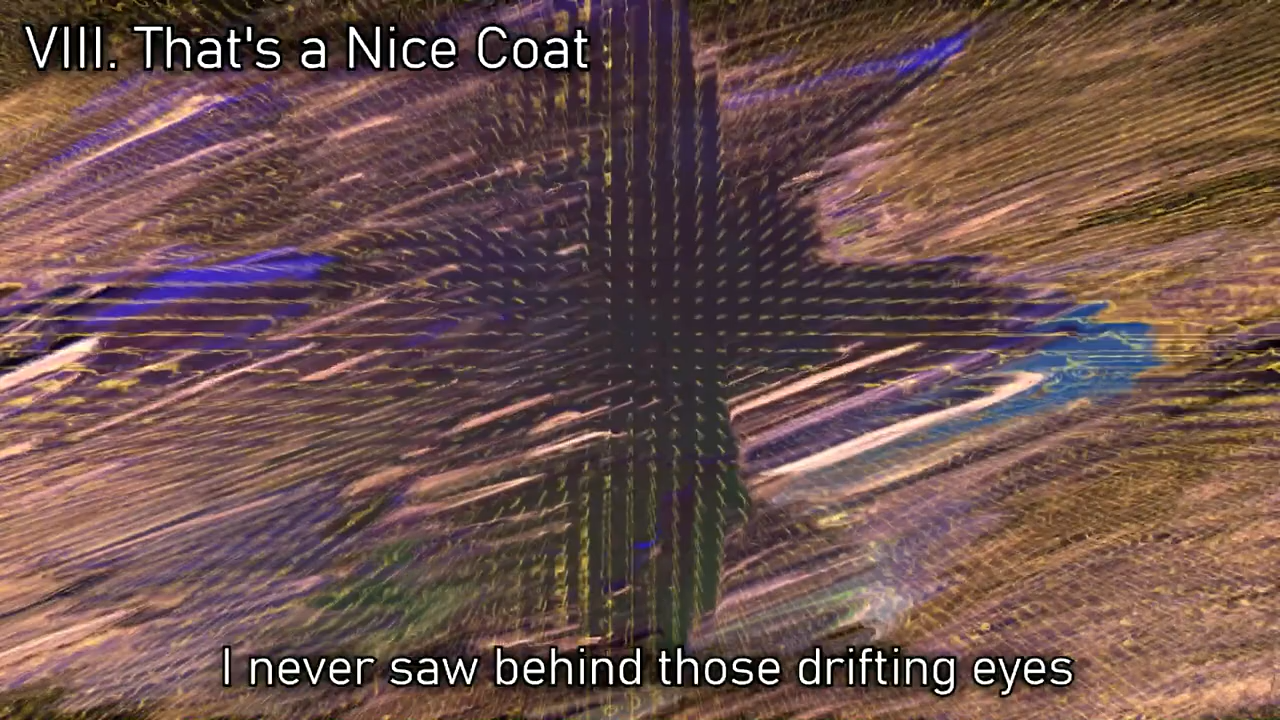 VIII. That's a Nice Coat
I never saw behind those drifting eyes